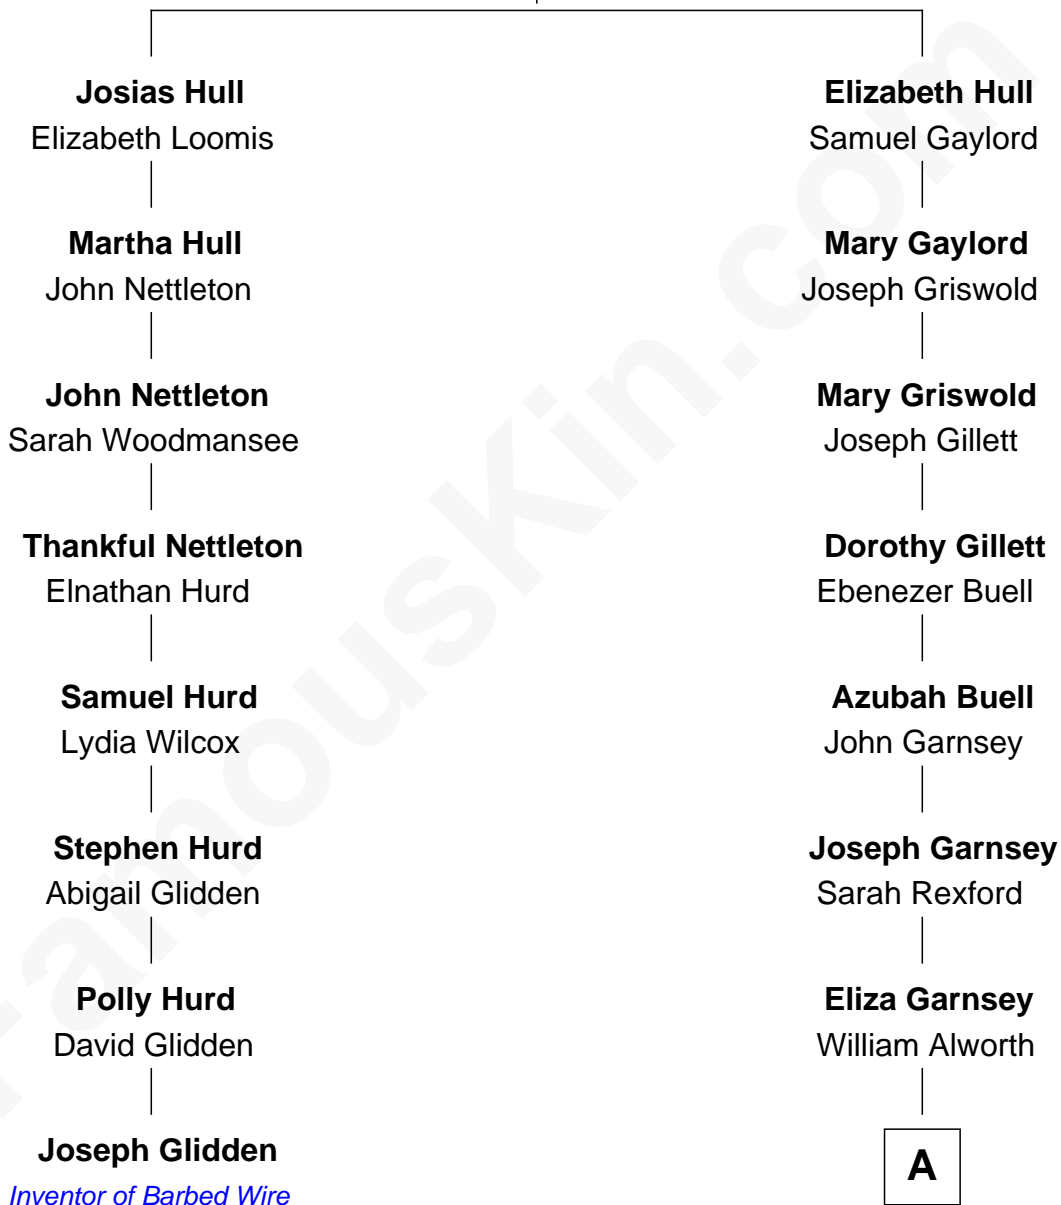 Josias Hull
Elizabeth Loomis
Martha Hull
John Nettleton
John Nettleton
Sarah Woodmansee
Thankful Nettleton
Elnathan Hurd
Samuel Hurd
Lydia Wilcox
Stephen Hurd
Abigail Glidden
Polly Hurd
David Glidden
Joseph Glidden
Inventor of Barbed Wire
Elizabeth Hull
Samuel Gaylord
Mary Gaylord
Joseph Griswold
Mary Griswold
Joseph Gillett
Dorothy Gillett
Ebenezer Buell
Azubah Buell
John Garnsey
Joseph Garnsey
Sarah Rexford
Eliza Garnsey
William Alworth
A
FamousKin.com